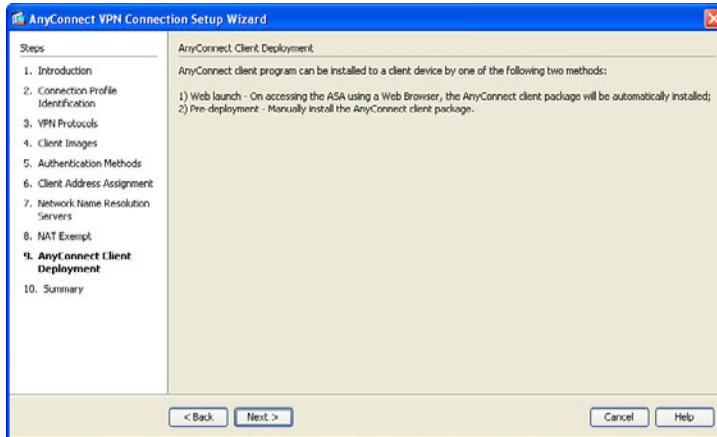 AnyConnect VPN Connection Setup Wizard
Steps
1. Introduction
2. Connection Profile
Identification
3. VPN Protocols
4. Client Images
5. Authentication Methods
6. Client Address Assignment
7. Network Name Resolution
Servers
8. NAT Exempt
9. AnyConnect Client
Deployment
10. Summary
AnyConnect Client Deployment
AnyConnect client program can be installed to a client device by one of the following two methods:
1) Web launch - On accessing the ASA using a Web Browser, the AnyConnect client package will be automatically installed;
2) Pre-deployment - Manually install the AnyConnect client package.
< Back
Next >
Cancel
Help